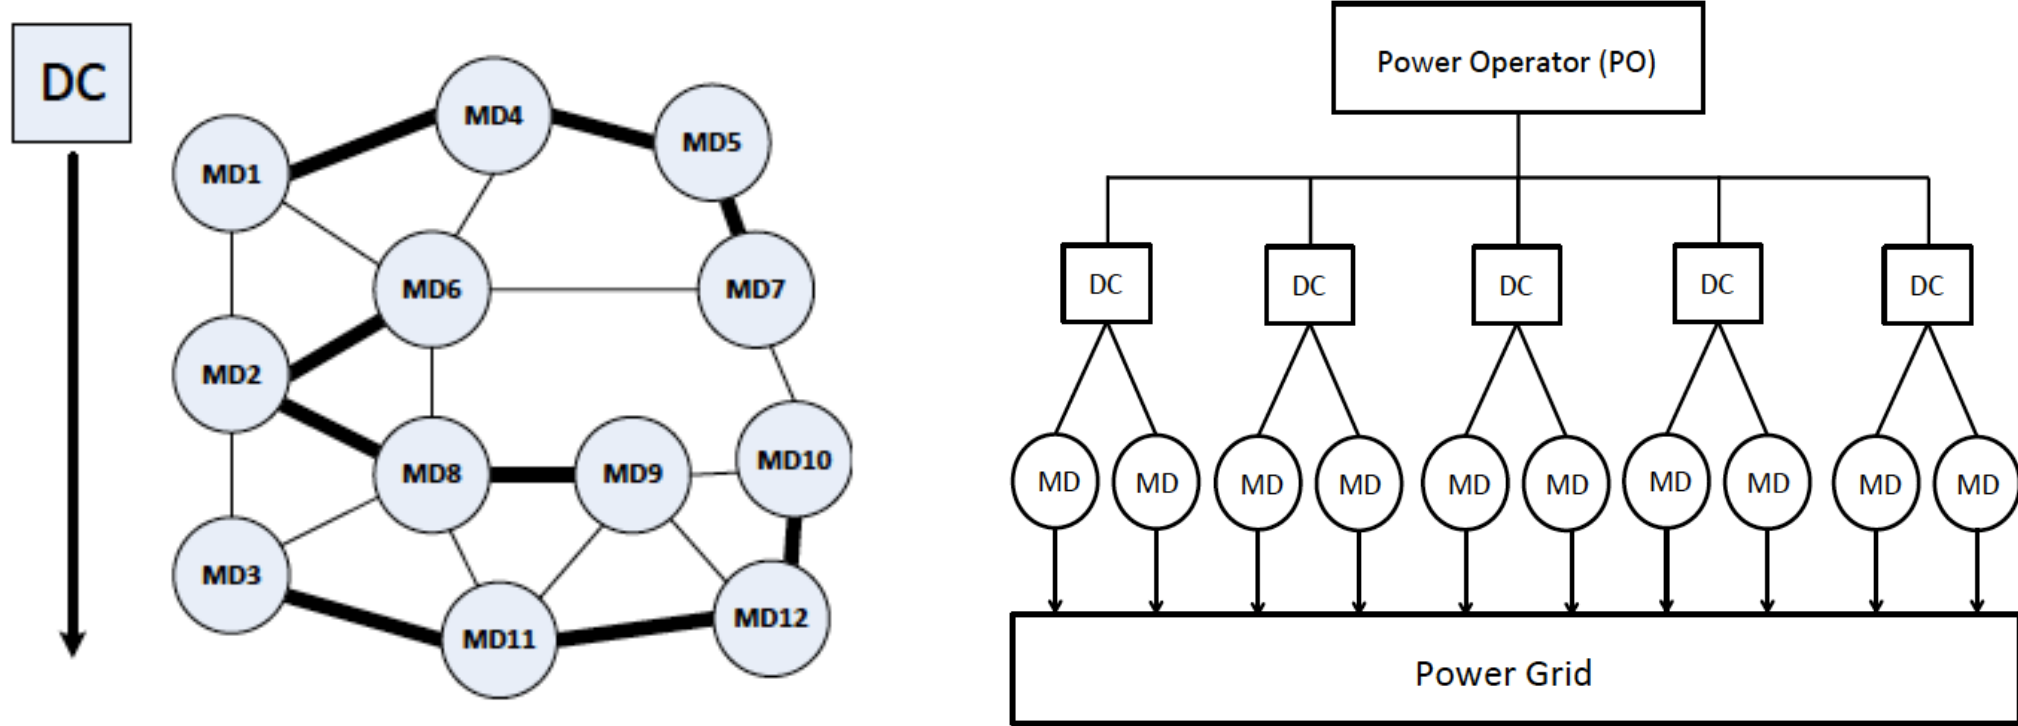 DC
MD4
MD5
MD1
MD6
MD7
MD2
MD8
MD9
MD10
MD3
MD11
MD12
Power Operator (PO)
DC DC DC DC DC
MD MD MD MD MD MD MD MD MD MD
Power Grid